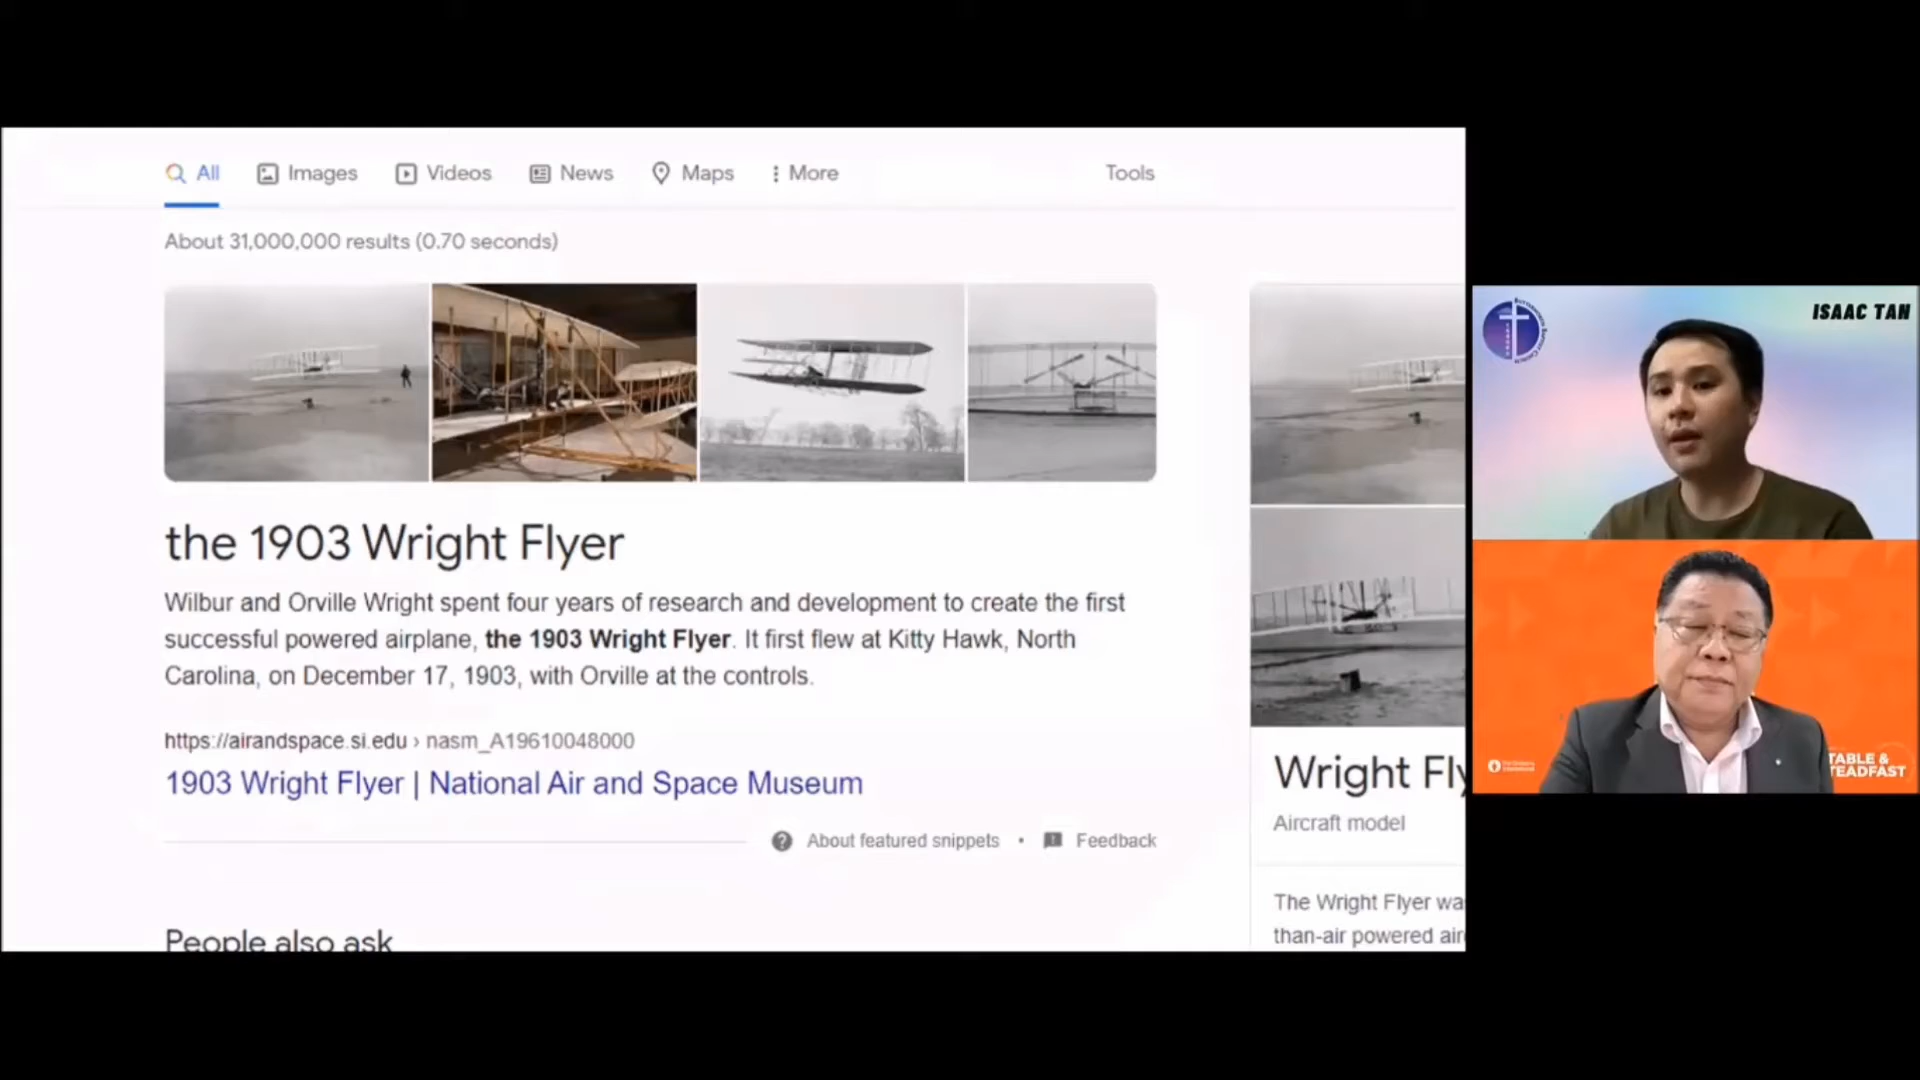 All Images Videos News Maps More Tools
About 31,000,000 results (0.70 seconds)
the 1903 Wright Flyer
Wilbur and Orville Wright spent four years of research and development to create the first
successful powered airplane, the 1903 Wright Flyer. It first flew at Kitty Hawk, North
Carolina, on December 17, 1903, with Orville at the controls.
https://airandspace.si.edu › nasm_A19610048000
1903 Wright Flyer | National Air and Space Museum
About featured snippets • Feedback
People also ask
Wright Fly
Aircraft model
The Wright Flyer wa
than-air powered air
ISAAC TAN
TABLE &
TEADFAST